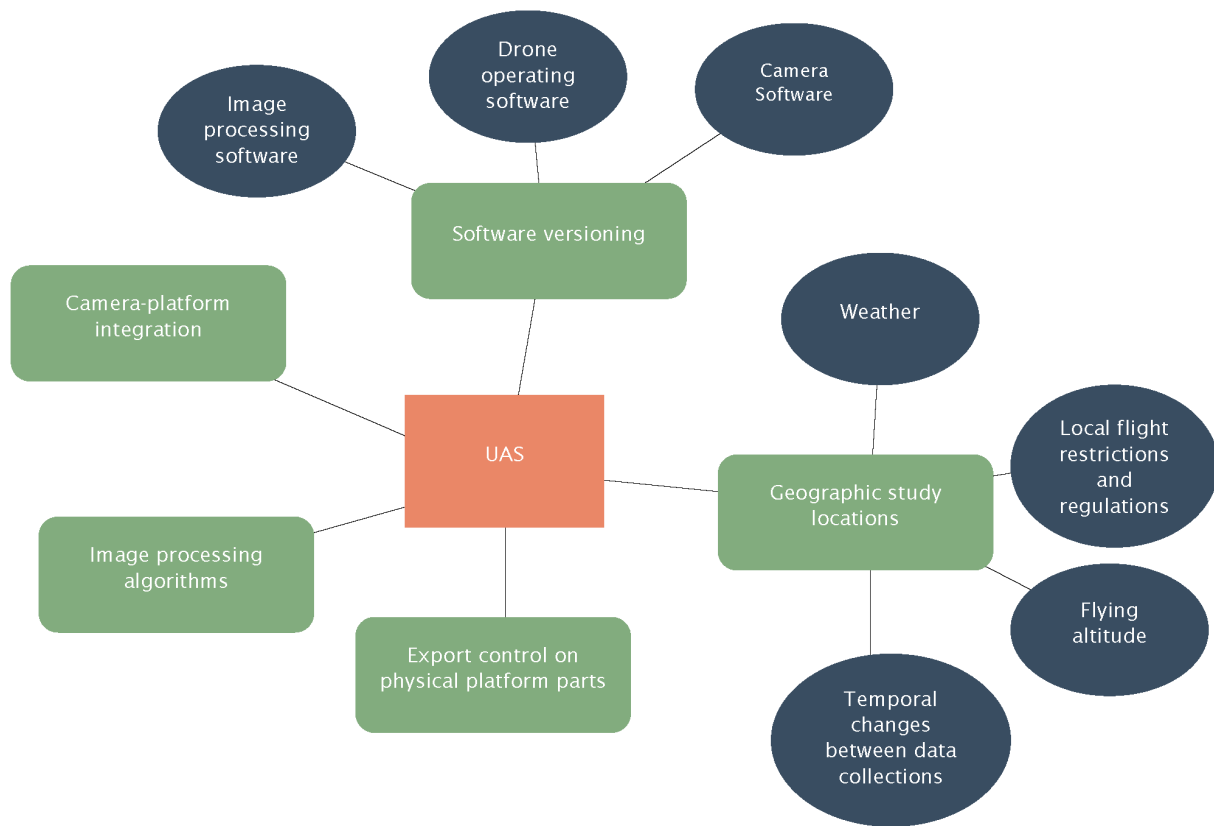 Drone
operating
software
Camera
Software
Image
processing
software
Software versioning
Camera-platform
integration
Weather
UAS
Local flight
restrictions
and
regulations
Geographic study
locations
Image processing
algorithms
Flying
altitude
Export control on
physical platform parts
Temporal
changes
between data
collections